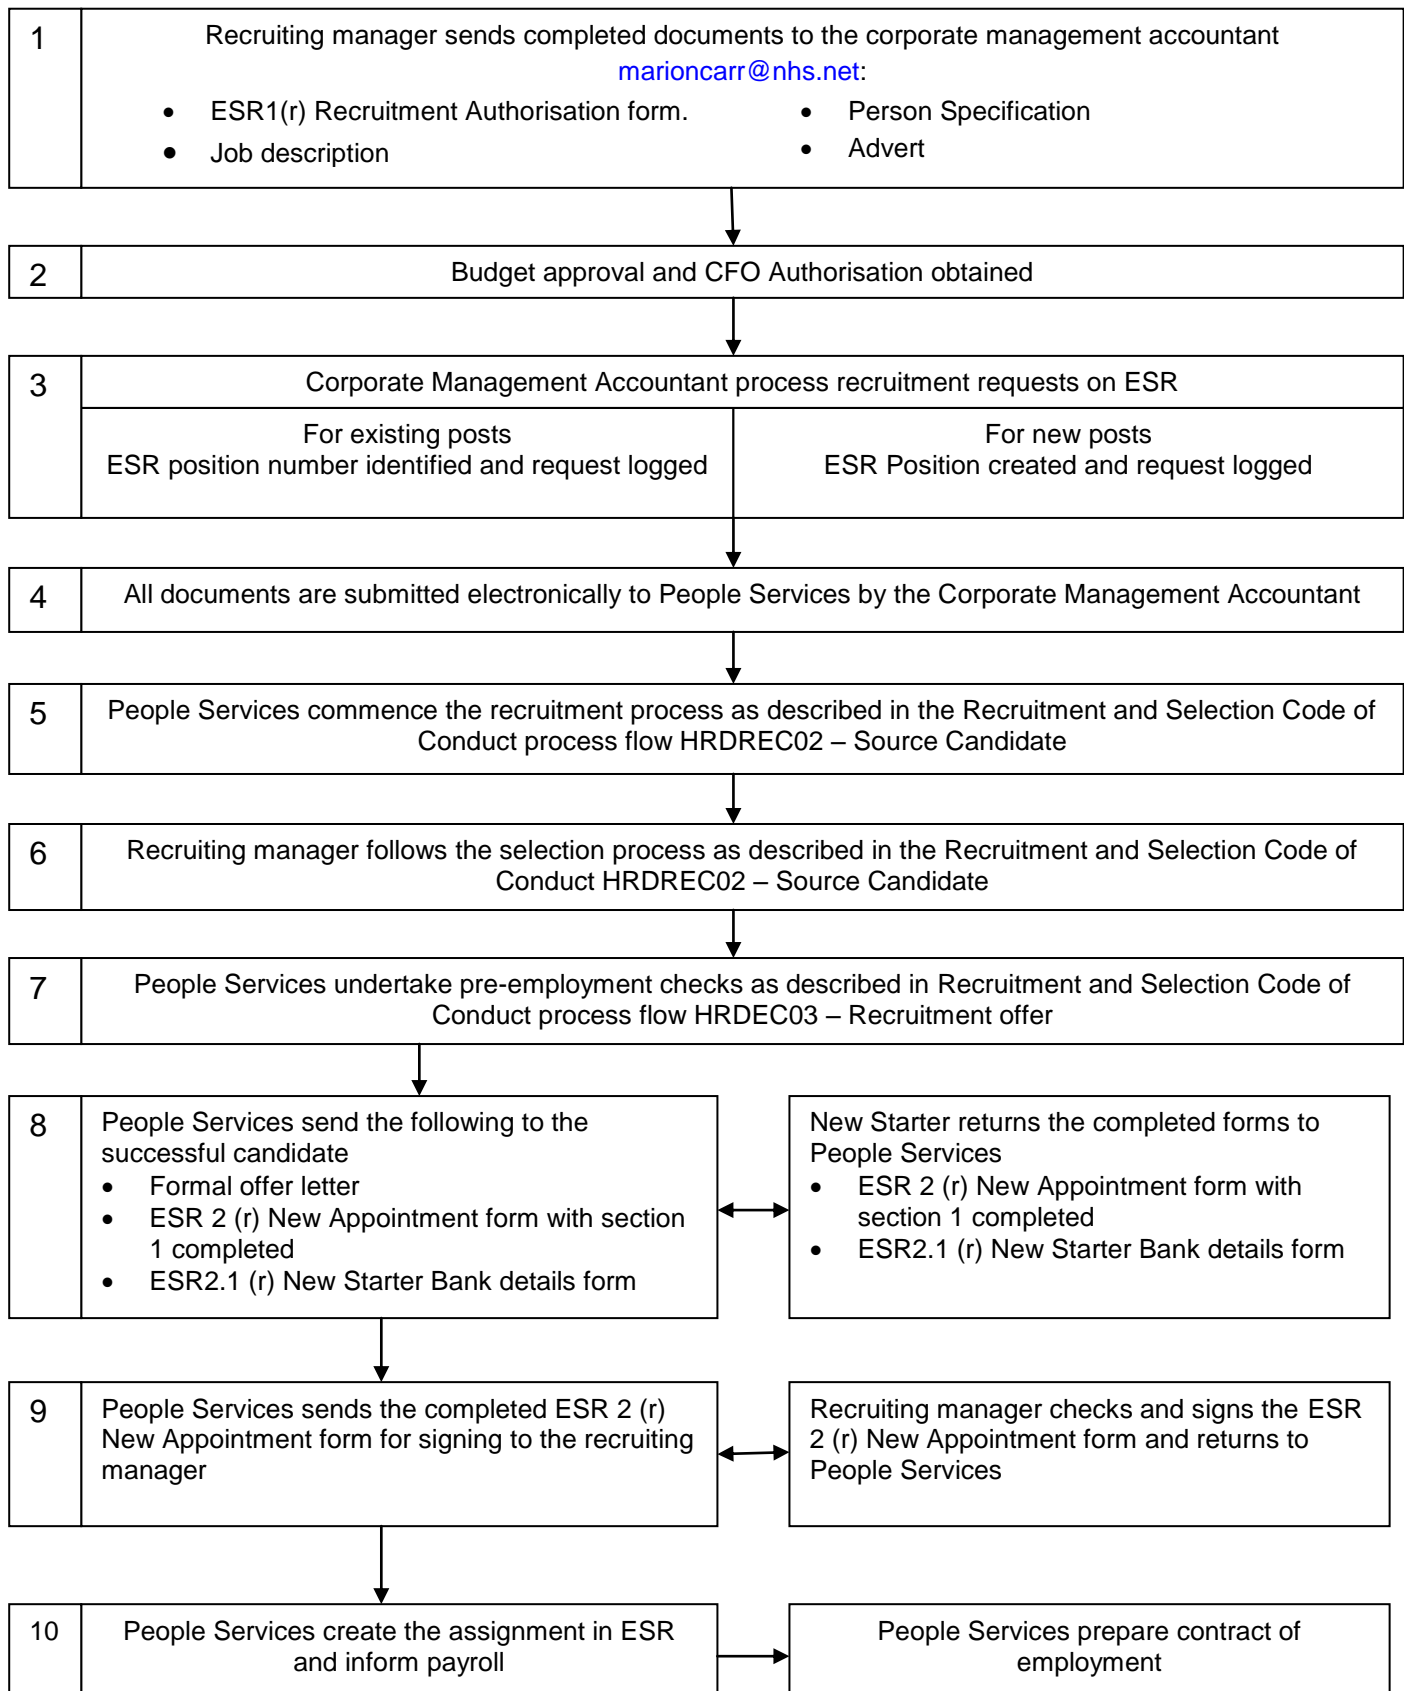 1
Recruiting manager sends completed documents to the corporate management accountant
marioncarr@nhs.net:
• ESR1(r) Recruitment Authorisation form.
• Job description
• Person Specification
• Advert
2
Budget approval and CFO Authorisation obtained
3
Corporate Management Accountant process recruitment requests on ESR
For existing posts
ESR position number identified and request logged
For new posts
ESR Position created and request logged
4
All documents are submitted electronically to People Services by the Corporate Management Accountant
5
People Services commence the recruitment process as described in the Recruitment and Selection Code of
Conduct process flow HRDREC02 – Source Candidate
6
Recruiting manager follows the selection process as described in the Recruitment and Selection Code of
Conduct HRDREC02 – Source Candidate
7
People Services undertake pre-employment checks as described in Recruitment and Selection Code of
Conduct process flow HRDEC03 – Recruitment offer
8
People Services send the following to the
successful candidate
• Formal offer letter
• ESR 2 (r) New Appointment form with section
1 completed
• ESR2.1 (r) New Starter Bank details form
New Starter returns the completed forms to
People Services
• ESR 2 (r) New Appointment form with
section 1 completed
• ESR2.1 (r) New Starter Bank details form
9
People Services sends the completed ESR 2 (r)
New Appointment form for signing to the recruiting
manager
Recruiting manager checks and signs the ESR
2 (r) New Appointment form and returns to
People Services
10
People Services create the assignment in ESR
and inform payroll
People Services prepare contract of
employment